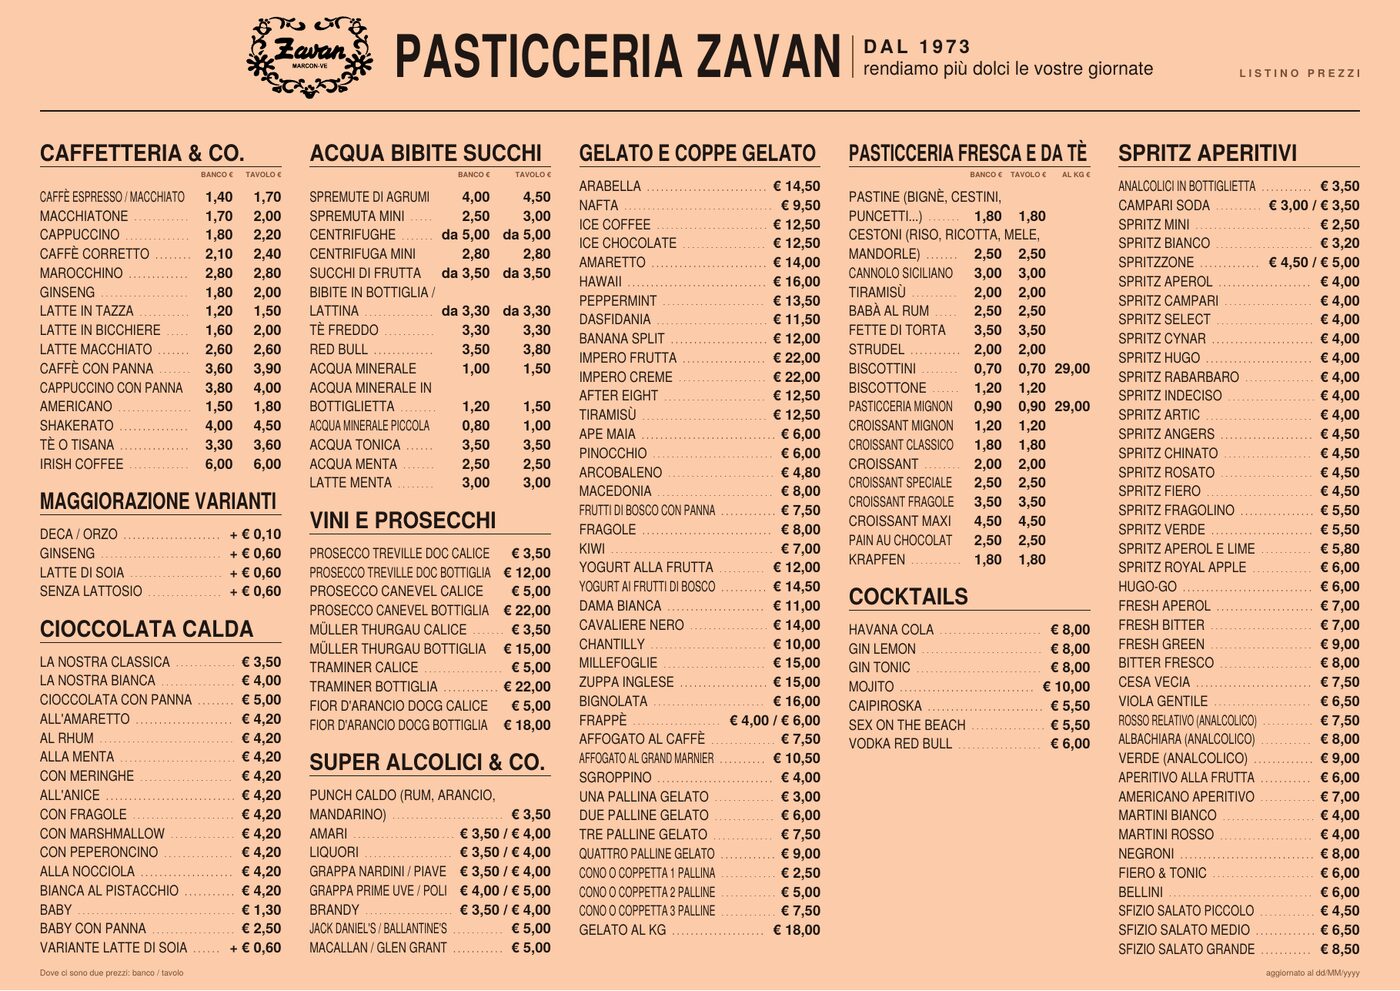 Zavan
MARCON-VE
PASTICCERIA ZAVAN
DAL 1973
rendiamo più dolci le vostre giornate
LISTINO PREZZI
CAFFETTERIA & CO.
BANCO € TAVOLO €
CAFFÈ ESPRESSO / MACCHIATO 1,40 1,70
MACCHIATONE 1,70 2,00
CAPPUCCINO 1,80 2,20
CAFFÈ CORRETTO 2,10 2,40
MAROCCHINO 2,80 2,80
GINSENG 1,80 2,00
LATTE IN TAZZA 1,20 1,50
LATTE IN BICCHIERE 1,60 2,00
LATTE MACCHIATO 2,60 2,60
CAFFÈ CON PANNA 3,60 3,90
CAPPUCCINO CON PANNA 3,80 4,00
AMERICANO 1,50 1,80
SHAKERATO 4,00 4,50
TÈ O TISANA 3,30 3,60
IRISH COFFEE 6,00 6,00
MAGGIORAZIONE VARIANTI
DECA / ORZO + € 0,10
GINSENG + € 0,60
LATTE DI SOIA + € 0,60
SENZA LATTOSIO + € 0,60
CIOCCOLATA CALDA
LA NOSTRA CLASSICA € 3,50
LA NOSTRA BIANCA € 4,00
CIOCCOLATA CON PANNA € 5,00
ALL'AMARETTO € 4,20
AL RHUM € 4,20
ALLA MENTA € 4,20
CON MERINGHE € 4,20
ALL'ANICE € 4,20
CON FRAGOLE € 4,20
CON MARSHMALLOW € 4,20
CON PEPERONCINO € 4,20
ALLA NOCCIOLA € 4,20
BIANCA AL PISTACCHIO € 4,20
BABY € 1,30
BABY CON PANNA € 2,50
VARIANTE LATTE DI SOIA + € 0,60
Dove ci sono due prezzi: banco / tavolo
ACQUA BIBITE SUCCHI
BANCO € TAVOLO €
SPREMUTE DI AGRUMI 4,00 4,50
SPREMUTA MINI 2,50 3,00
CENTRIFUGHE da 5,00 da 5,00
CENTRIFUGA MINI 2,80 2,80
SUCCHI DI FRUTTA da 3,50 da 3,50
BIBITE IN BOTTIGLIA /
LATTINA da 3,30 da 3,30
TÈ FREDDO 3,30 3,30
RED BULL 3,50 3,80
ACQUA MINERALE 1,00 1,50
ACQUA MINERALE IN
BOTTIGLIETTA 1,20 1,50
ACQUA MINERALE PICCOLA 0,80 1,00
ACQUA TONICA 3,50 3,50
ACQUA MENTA 2,50 2,50
LATTE MENTA 3,00 3,00
VINI E PROSECCHI
PROSECCO TREVILLE DOC CALICE € 3,50
PROSECCO TREVILLE DOC BOTTIGLIA € 12,00
PROSECCO CANEVEL CALICE € 5,00
PROSECCO CANEVEL BOTTIGLIA € 22,00
MÜLLER THURGAU CALICE € 3,50
MÜLLER THURGAU BOTTIGLIA € 15,00
TRAMINER CALICE € 5,00
TRAMINER BOTTIGLIA € 22,00
FIOR D'ARANCIO DOCG CALICE € 5,00
FIOR D'ARANCIO DOCG BOTTIGLIA € 18,00
SUPER ALCOLICI & CO.
PUNCH CALDO (RUM, ARANCIO,
MANDARINO) € 3,50
AMARI € 3,50 / € 4,00
LIQUORI € 3,50 / € 4,00
GRAPPA NARDINI / PIAVE € 3,50 / € 4,00
GRAPPA PRIME UVE / POLI € 4,00 / € 5,00
BRANDY € 3,50 / € 4,00
JACK DANIEL'S / BALLANTINE'S € 5,00
MACALLAN / GLEN GRANT € 5,00
GELATO E COPPE GELATO
ARABELLA € 14,50
NAFTA € 9,50
ICE COFFEE € 12,50
ICE CHOCOLATE € 12,50
AMARETTO € 14,00
HAWAII € 16,00
PEPPERMINT € 13,50
DASFIDANIA € 11,50
BANANA SPLIT € 12,00
IMPERO FRUTTA € 22,00
IMPERO CREME € 22,00
AFTER EIGHT € 12,50
TIRAMISÙ € 12,50
APE MAIA € 6,00
PINOCCHIO € 6,00
ARCOBALENO € 4,80
MACEDONIA € 8,00
FRUTTI DI BOSCO CON PANNA € 7,50
FRAGOLE € 8,00
KIWI € 7,00
YOGURT ALLA FRUTTA € 12,00
YOGURT AI FRUTTI DI BOSCO € 14,50
DAMA BIANCA € 11,00
CAVALIERE NERO € 14,00
CHANTILLY € 10,00
MILLEFOGLIE € 15,00
ZUPPA INGLESE € 15,00
BIGNOLATA € 16,00
FRAPPÈ € 4,00 / € 6,00
AFFOGATO AL CAFFÈ € 7,50
AFFOGATO AL GRAND MARNIER € 10,50
SGROPPINO € 4,00
UNA PALLINA GELATO € 3,00
DUE PALLINE GELATO € 6,00
TRE PALLINE GELATO € 7,50
QUATTRO PALLINE GELATO € 9,00
CONO O COPPETTA 1 PALLINA € 2,50
CONO O COPPETTA 2 PALLINE € 5,00
CONO O COPPETTA 3 PALLINE € 7,50
GELATO AL KG € 18,00
PASTICCERIA FRESCA E DA TÈ
BANCO € TAVOLO € AL KG €
PASTINE (BIGNÈ, CESTINI,
PUNCETTI...) 1,80 1,80
CESTONI (RISO, RICOTTA, MELE,
MANDORLE) 2,50 2,50
CANNOLO SICILIANO 3,00 3,00
TIRAMISÙ 2,00 2,00
BABÀ AL RUM 2,50 2,50
FETTE DI TORTA 3,50 3,50
STRUDEL 2,00 2,00
BISCOTTINI 0,70 0,70 29,00
BISCOTTONE 1,20 1,20
PASTICCERIA MIGNON 0,90 0,90 29,00
CROISSANT MIGNON 1,20 1,20
CROISSANT CLASSICO 1,80 1,80
CROISSANT 2,00 2,00
CROISSANT SPECIALE 2,50 2,50
CROISSANT FRAGOLE 3,50 3,50
CROISSANT MAXI 4,50 4,50
PAIN AU CHOCOLAT 2,50 2,50
KRAPFEN 1,80 1,80
COCKTAILS
HAVANA COLA € 8,00
GIN LEMON € 8,00
GIN TONIC € 8,00
MOJITO € 10,00
CAIPIROSKA € 5,50
SEX ON THE BEACH € 5,50
VODKA RED BULL € 6,00
SPRITZ APERITIVI
ANALCOLICI IN BOTTIGLIETTA € 3,50
CAMPARI SODA € 3,00 / € 3,50
SPRITZ MINI € 2,50
SPRITZ BIANCO € 3,20
SPRITZZONE € 4,50 / € 5,00
SPRITZ APEROL € 4,00
SPRITZ CAMPARI € 4,00
SPRITZ SELECT € 4,00
SPRITZ CYNAR € 4,00
SPRITZ HUGO € 4,00
SPRITZ RABARBARO € 4,00
SPRITZ INDECISO € 4,00
SPRITZ ARTIC € 4,00
SPRITZ ANGERS € 4,50
SPRITZ CHINATO € 4,50
SPRITZ ROSATO € 4,50
SPRITZ FIERO € 4,50
SPRITZ FRAGOLINO € 5,50
SPRITZ VERDE € 5,50
SPRITZ APEROL E LIME € 5,80
SPRITZ ROYAL APPLE € 6,00
HUGO-GO € 6,00
FRESH APEROL € 7,00
FRESH BITTER € 7,00
FRESH GREEN € 9,00
BITTER FRESCO € 8,00
CESA VECIA € 7,50
VIOLA GENTILE € 6,50
ROSSO RELATIVO (ANALCOLICO) € 7,50
ALBACHIARA (ANALCOLICO) € 8,00
VERDE (ANALCOLICO) € 9,00
APERITIVO ALLA FRUTTA € 6,00
AMERICANO APERITIVO € 7,00
MARTINI BIANCO € 4,00
MARTINI ROSSO € 4,00
NEGRONI € 8,00
FIERO & TONIC € 6,00
BELLINI € 6,00
SFIZIO SALATO PICCOLO € 4,50
SFIZIO SALATO MEDIO € 6,50
SFIZIO SALATO GRANDE € 8,50
aggiornato al dd/MM/yyyy